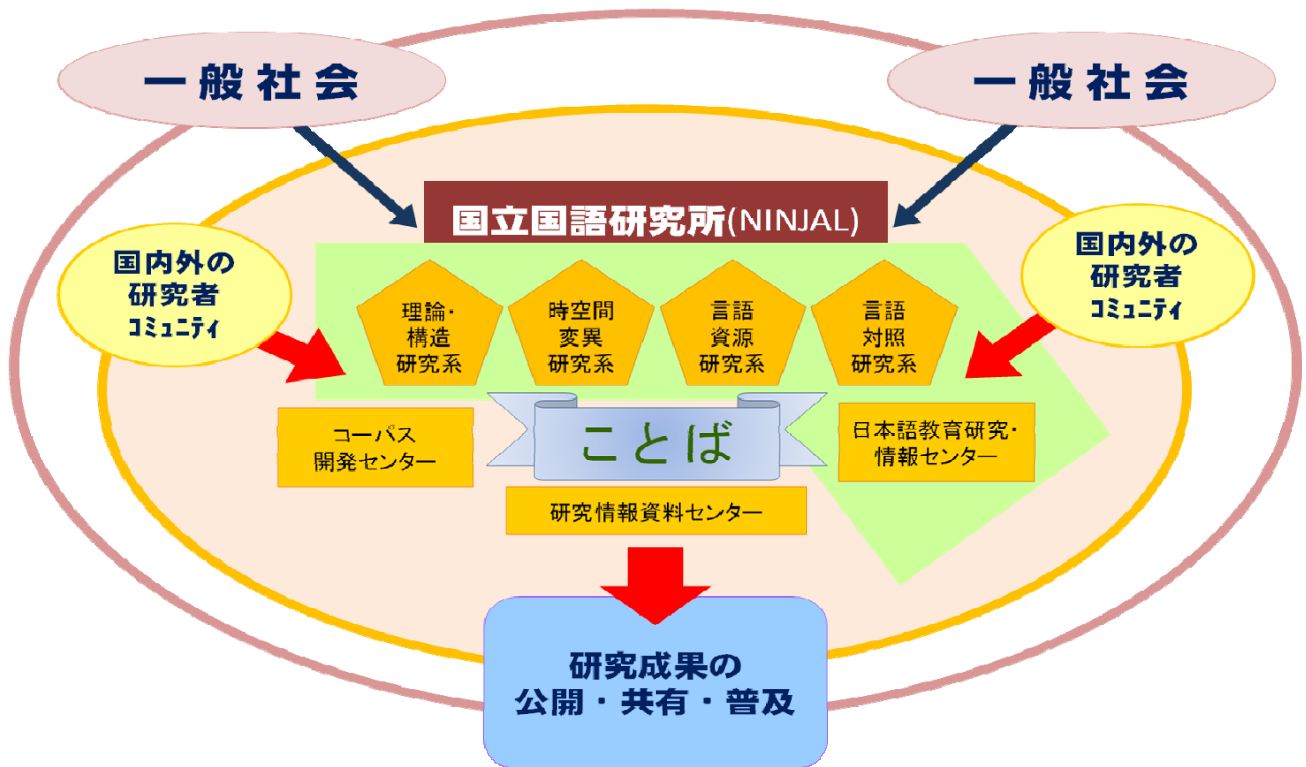 一般社会
一般社会
国立国語研究所(NINJAL)
国内外の
研究者
コミュニティ
国内外の
研究者
コミュニティ
理論・
構造
研究系
時空間
変異
研究系
言語
資源
研究系
言語
対照
研究系
コーパス
開発センター
ことば
日本語教育研究・
情報センター
研究情報資料センター
研究成果の
公開・共有・普及